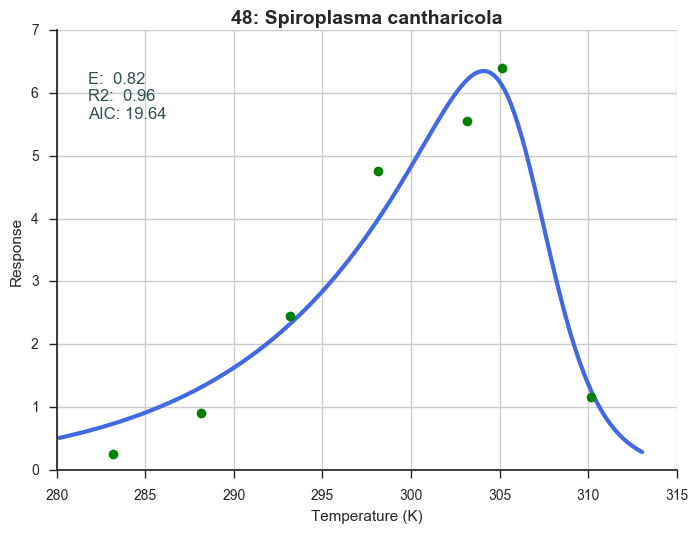 48: Spiroplasma cantharicola
7
E:  0.82
6
R2:  0.96
AIC: 19.64
5
4
Response
3
2
1
0
280 285 290 295 300 305 310 315
Temperature (K)